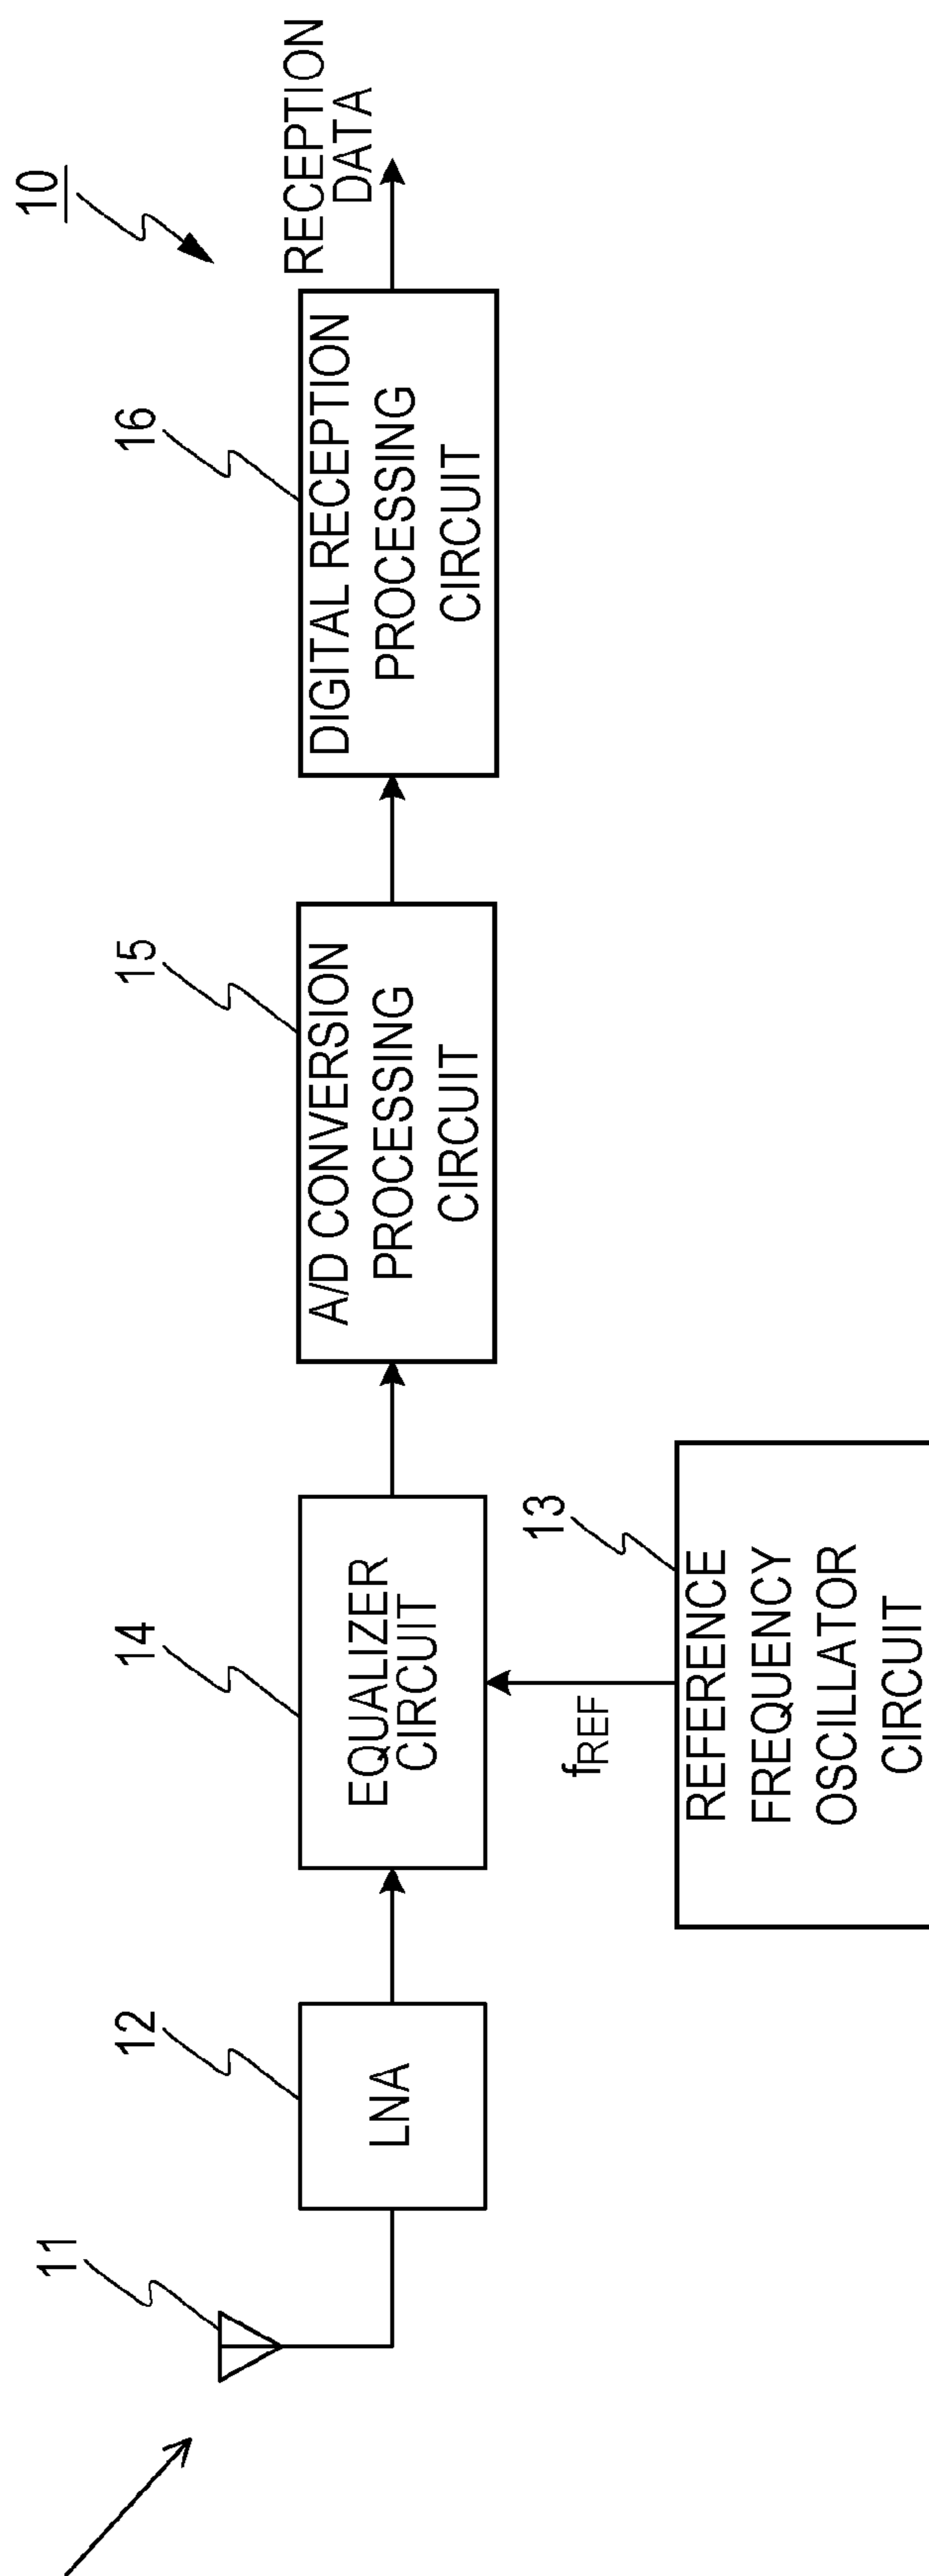 10
11
12
LNA
14
EQUALIZER
CIRCUIT
f_REF
13
REFERENCE
FREQUENCY
OSCILLATOR
CIRCUIT
15
A/D CONVERSION
PROCESSING
CIRCUIT
16
DIGITAL RECEPTION
PROCESSING
CIRCUIT
RECEPTION
DATA